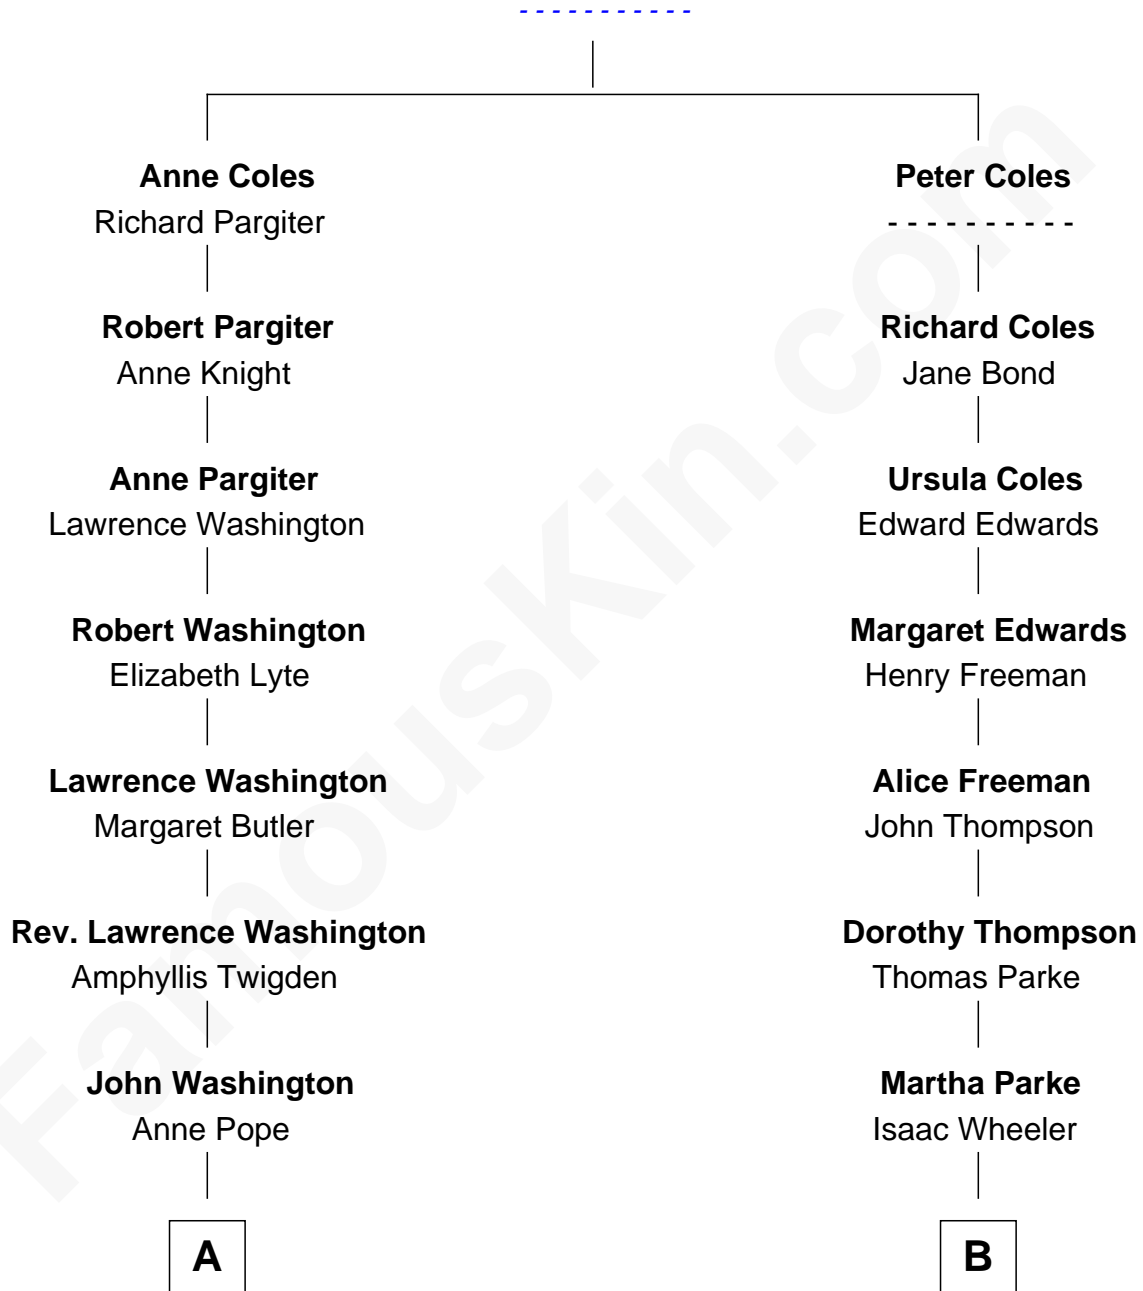 - - - - - - - - - - -
Anne Coles
Richard Pargiter
Peter Coles
- - - - - - - - - -
Robert Pargiter
Anne Knight
Richard Coles
Jane Bond
Anne Pargiter
Lawrence Washington
Ursula Coles
Edward Edwards
Robert Washington
Elizabeth Lyte
Margaret Edwards
Henry Freeman
Lawrence Washington
Margaret Butler
Alice Freeman
John Thompson
Rev. Lawrence Washington
Amphyllis Twigden
Dorothy Thompson
Thomas Parke
John Washington
Anne Pope
Martha Parke
Isaac Wheeler
A
B
FamousKin.com